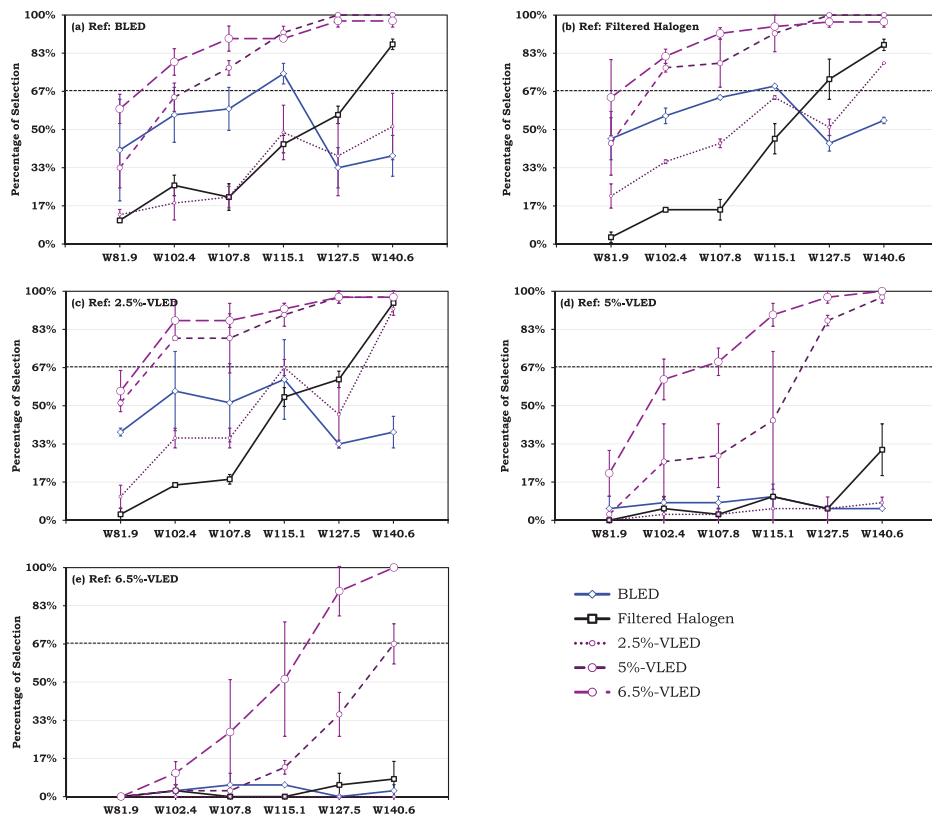 (a) Ref: BLED
Percentage of Selection
100%
83%
67%
50%
33%
17%
0%
W81.9 W102.4 W107.8 W115.1 W127.5 W140.6
(b) Ref: Filtered Halogen
Percentage of Selection
100%
83%
67%
50%
33%
17%
0%
W81.9 W102.4 W107.8 W115.1 W127.5 W140.6
(c) Ref: 2.5%-VLED
Percentage of Selection
100%
83%
67%
50%
33%
17%
0%
W81.9 W102.4 W107.8 W115.1 W127.5 W140.6
(d) Ref: 5%-VLED
Percentage of Selection
100%
83%
67%
50%
33%
17%
0%
W81.9 W102.4 W107.8 W115.1 W127.5 W140.6
(e) Ref: 6.5%-VLED
Percentage of Selection
100%
83%
67%
50%
33%
17%
0%
W81.9 W102.4 W107.8 W115.1 W127.5 W140.6
BLED
Filtered Halogen
2.5%-VLED
5%-VLED
6.5%-VLED